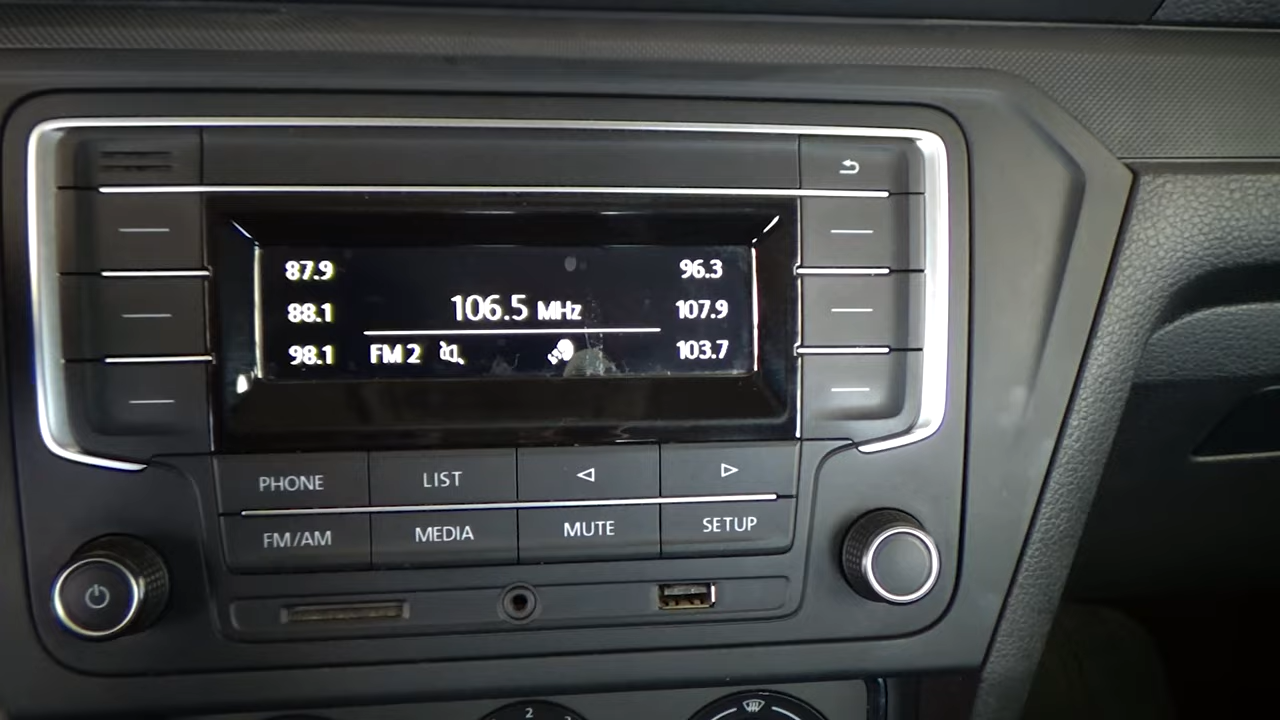 87.9
96.3
106.5 MHz
88.1
107.9
98.1
FM 2
103.7
PHONE
LIST
FM/AM
MEDIA
MUTE
SETUP
2